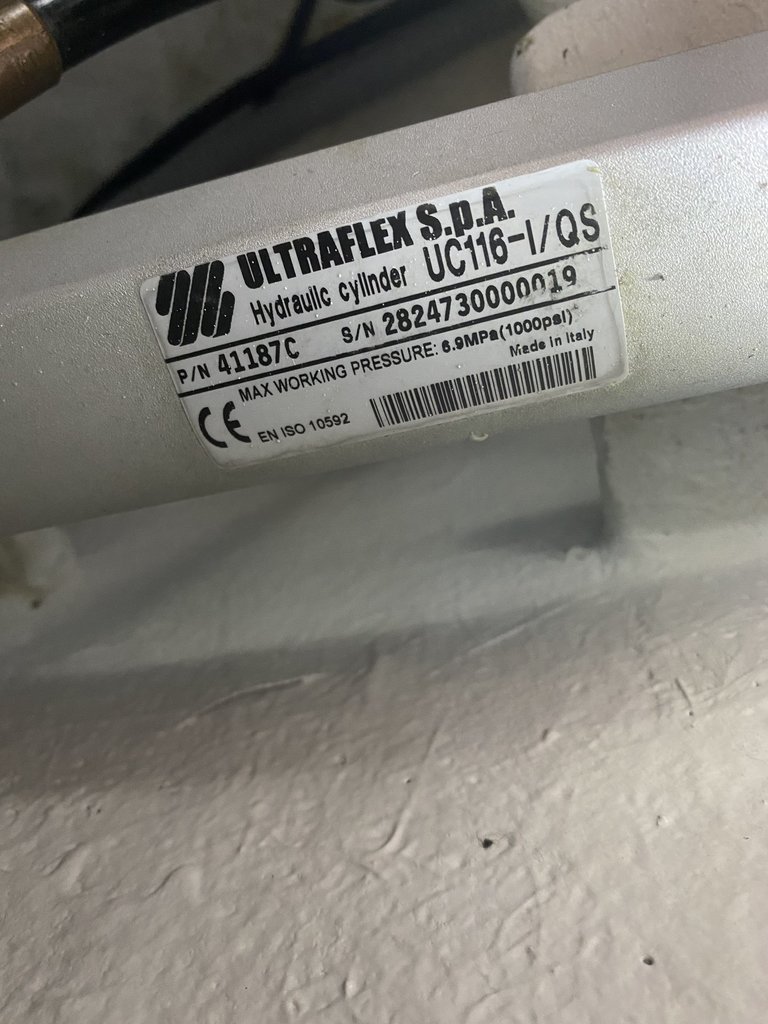 ULTRAFLEX S.p.A.
Hydraulic cylinder UC116-I/QS
P/N 41187C S/N 2824730000019
MAX WORKING PRESSURE: 6.9MPa(1000psi)
Made in Italy
CE EN ISO 10592